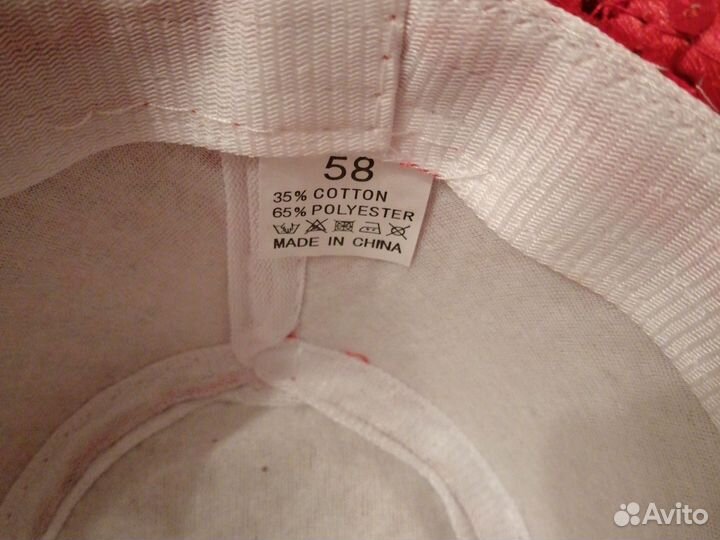 58
35% COTTON
65% POLYESTER
MADE IN CHINA
Avito